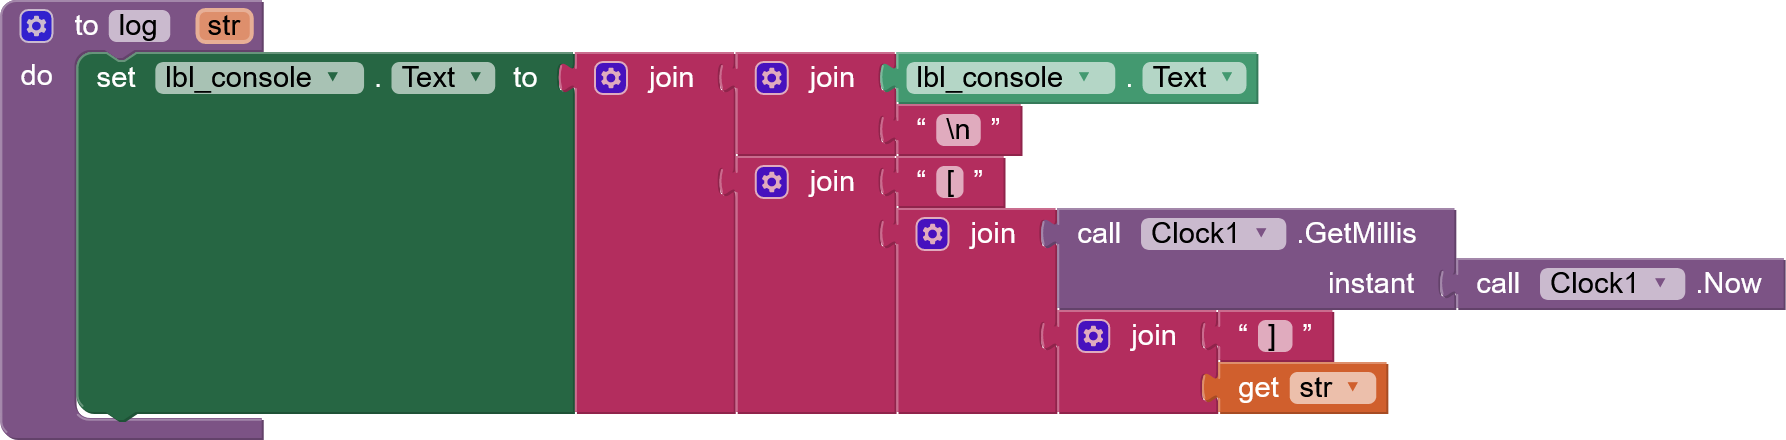 to log str
do set lbl_console . Text to join join lbl_console . Text
“ \n ”
join “ [ ”
join call Clock1 .GetMillis
instant call Clock1 .Now
join “ ] ”
get str